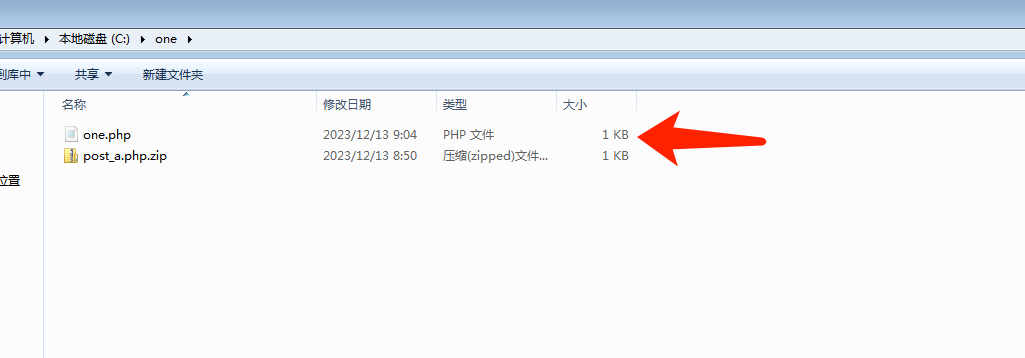 计算机 ▸ 本地磁盘 (C:) ▸ one ▸
到库中 ▼ 共享 ▼ 新建文件夹
名称 修改日期 类型 大小
one.php 2023/12/13 9:04 PHP 文件 1 KB
post_a.php.zip 2023/12/13 8:50 压缩(zipped)文件... 1 KB
位置